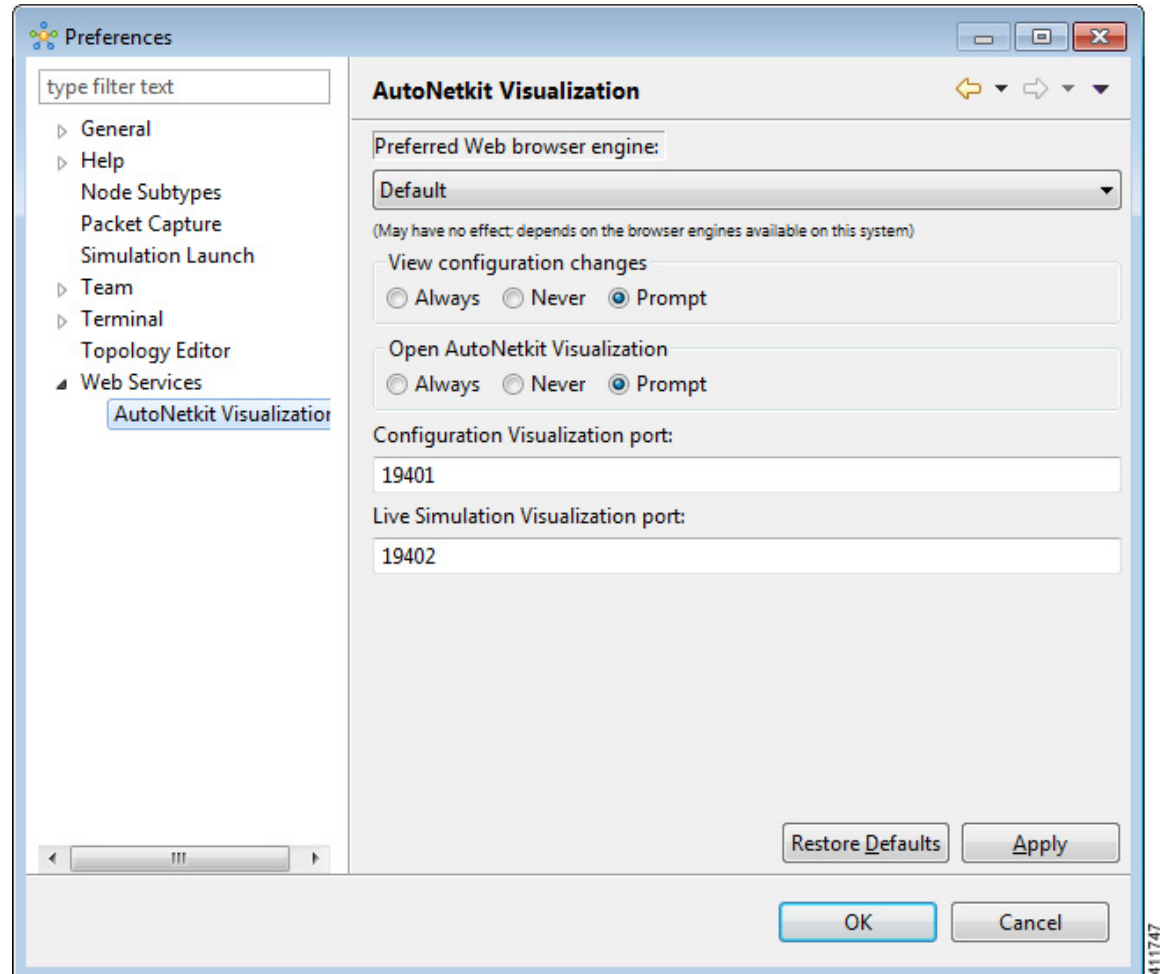 Preferences
type filter text
General
Help
Node Subtypes
Packet Capture
Simulation Launch
Team
Terminal
Topology Editor
Web Services
AutoNetkit Visualization
AutoNetkit Visualization
Preferred Web browser engine:
Default
(May have no effect; depends on the browser engines available on this system)
View configuration changes
Always Never Prompt
Open AutoNetkit Visualization
Always Never Prompt
Configuration Visualization port:
19401
Live Simulation Visualization port:
19402
Restore Defaults Apply
OK Cancel
411747